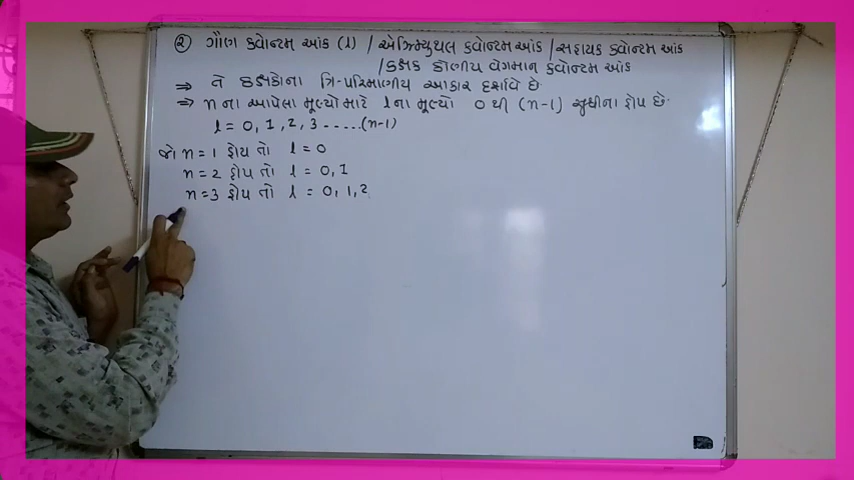 ② ગૌણ ક્વોન્ટમ આંક (l) / એઝિમ્યુથલ ક્વોન્ટમ આંક / સહાયક ક્વોન્ટમ આંક
/ કક્ષક કોણીય વેગમાન ક્વોન્ટમ આંક
⇒ તે કક્ષકોના ત્રિ-પરિમાણીય આકાર દર્શાવે છે.
⇒ n ના આપેલા મૂલ્યો માટે l ના મૂલ્યો 0 થી (n-1) સુધીના હોય છે.
l = 0, 1, 2, 3 ----- (n-1)
જો n = 1 હોય તો l = 0
n = 2 હોય તો l = 0, 1
n = 3 હોય તો l = 0, 1, 2